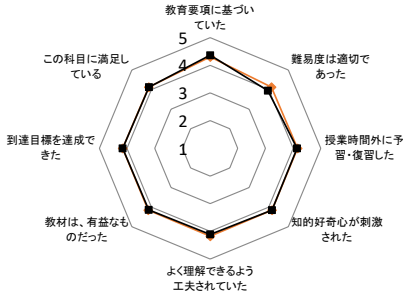 教育要項に基づい
ていた
難易度は適切で
あった
授業時間外に予
習・復習した
知的好奇心が刺激
された
よく理解できるよう
工夫されていた
教材は、有益なも
のだった
到達目標を達成で
きた
この科目に満足し
ている
5
4
3
2
1